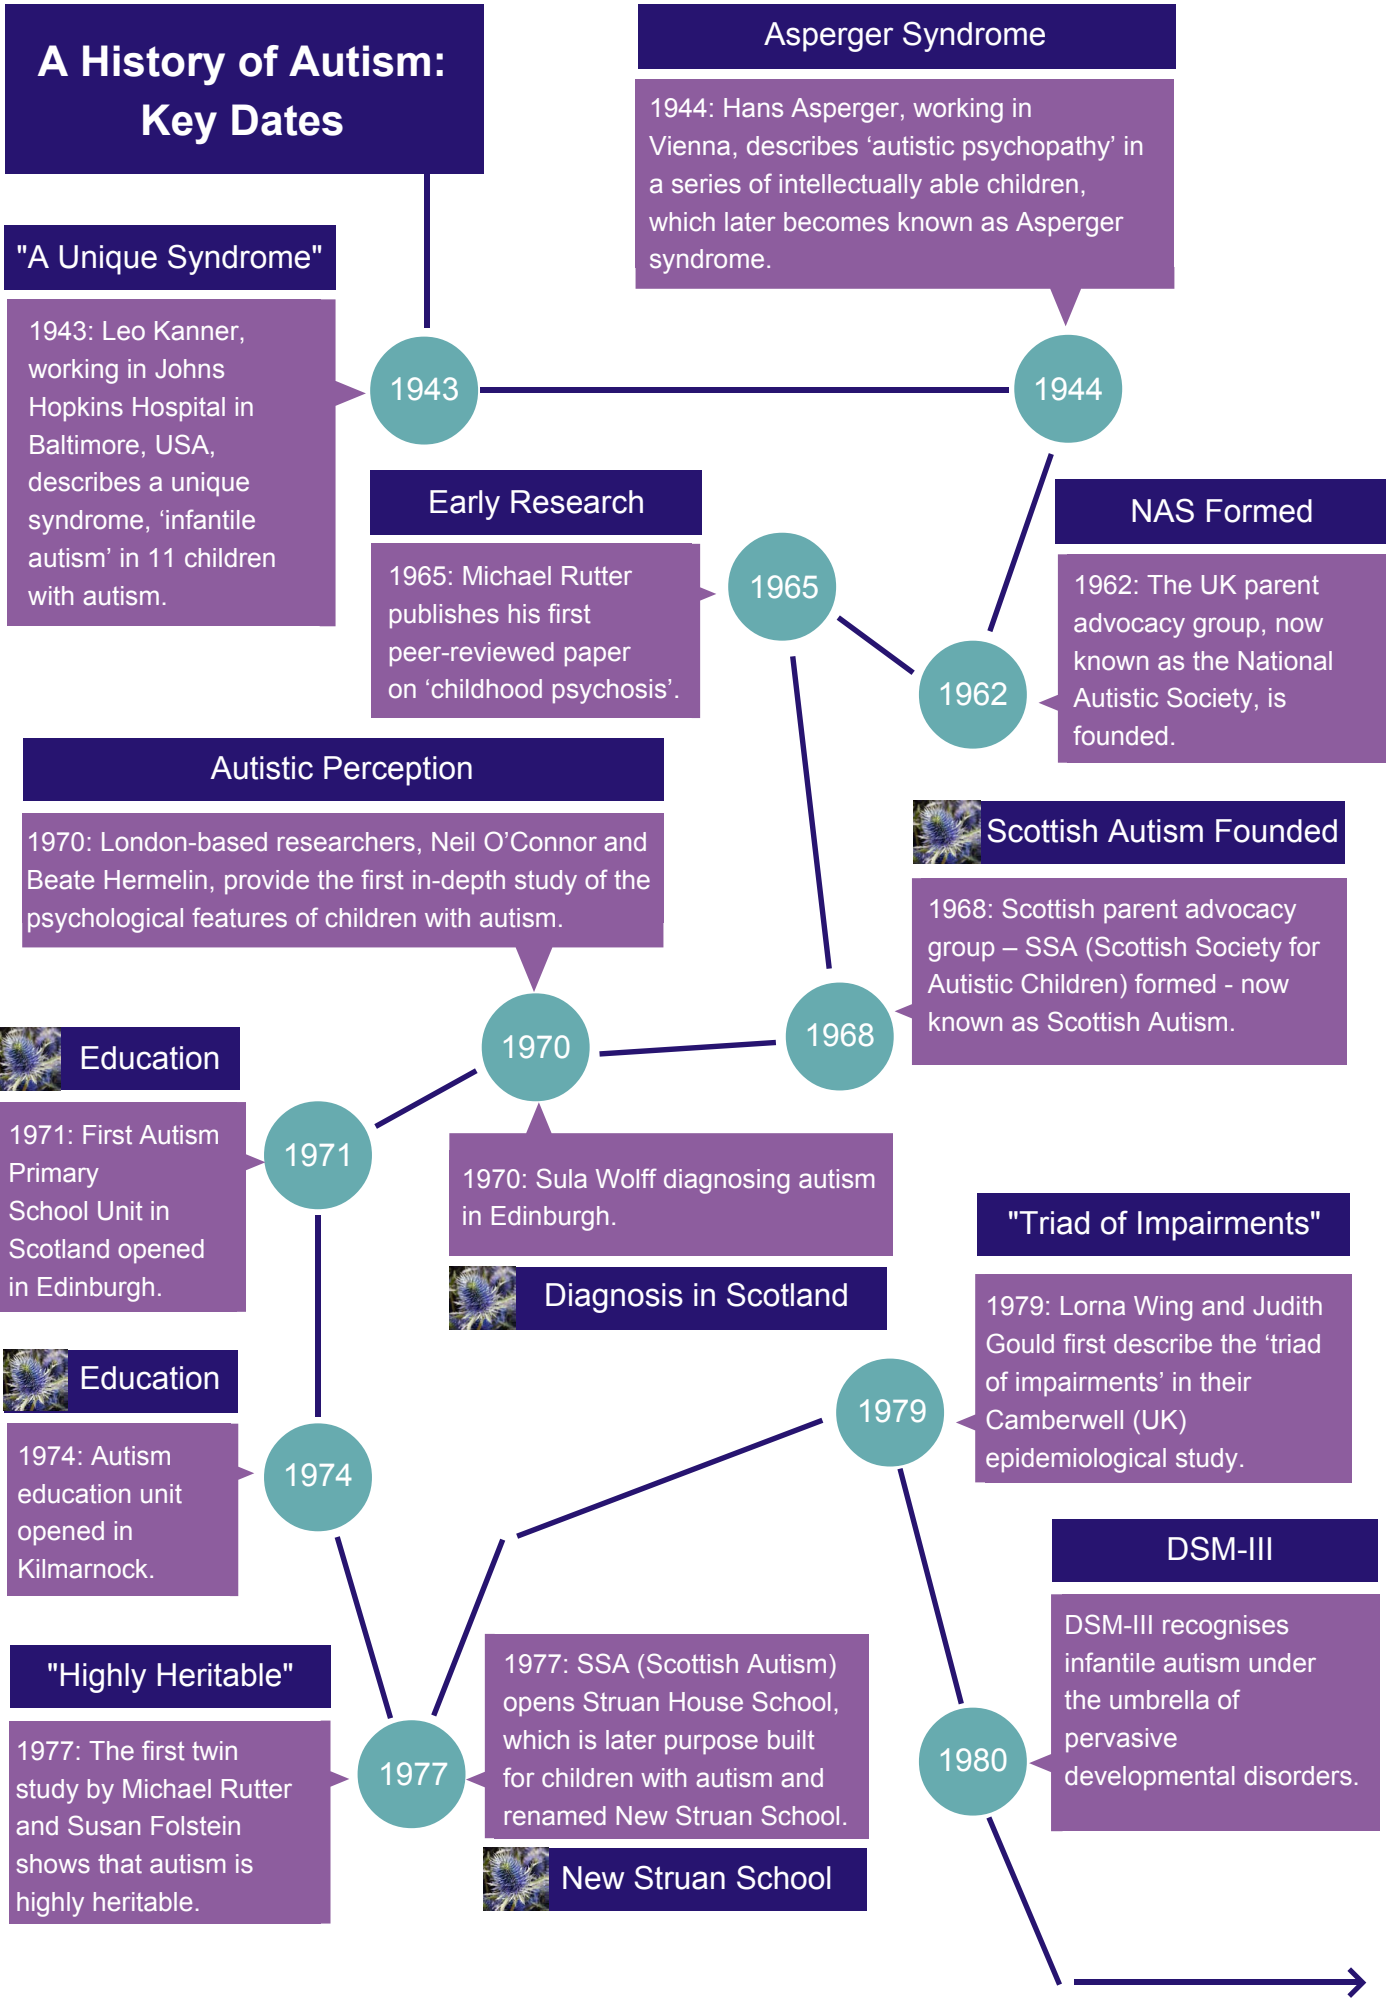 A History of Autism:
Key Dates
Asperger Syndrome
1944: Hans Asperger, working in
Vienna, describes ‘autistic psychopathy’ in
a series of intellectually able children,
which later becomes known as Asperger
syndrome.
"A Unique Syndrome"
1943: Leo Kanner,
working in Johns
Hopkins Hospital in
Baltimore, USA,
describes a unique
syndrome, ‘infantile
autism’ in 11 children
with autism.
1943
1944
Early Research
1965: Michael Rutter
publishes his first
peer-reviewed paper
on ‘childhood psychosis’.
1965
NAS Formed
1962: The UK parent
advocacy group, now
known as the National
Autistic Society, is
founded.
1962
Autistic Perception
1970: London-based researchers, Neil O’Connor and
Beate Hermelin, provide the first in-depth study of the
psychological features of children with autism.
Scottish Autism Founded
1968: Scottish parent advocacy
group – SSA (Scottish Society for
Autistic Children) formed - now
known as Scottish Autism.
1968
1970
Education
1971: First Autism
Primary
School Unit in
Scotland opened
in Edinburgh.
1971
1970: Sula Wolff diagnosing autism
in Edinburgh.
Diagnosis in Scotland
"Triad of Impairments"
1979: Lorna Wing and Judith
Gould first describe the ‘triad
of impairments’ in their
Camberwell (UK)
epidemiological study.
1979
Education
1974: Autism
education unit
opened in
Kilmarnock.
1974
DSM-III
DSM-III recognises
infantile autism under
the umbrella of
pervasive
developmental disorders.
1980
"Highly Heritable"
1977: The first twin
study by Michael Rutter
and Susan Folstein
shows that autism is
highly heritable.
1977
1977: SSA (Scottish Autism)
opens Struan House School,
which is later purpose built
for children with autism and
renamed New Struan School.
New Struan School